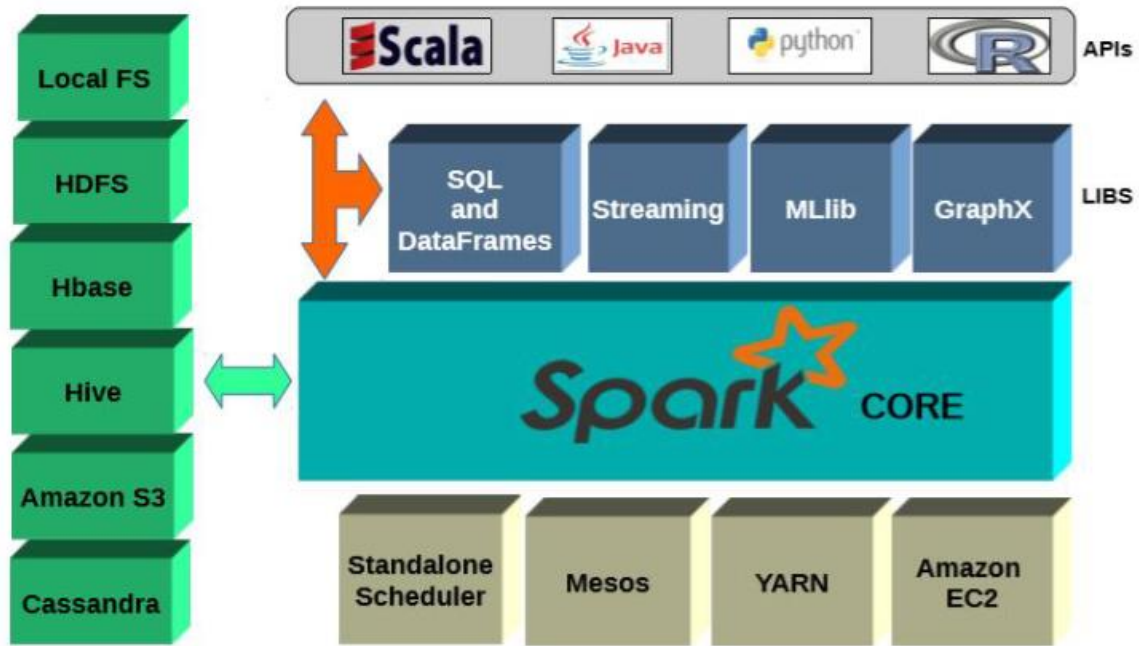 Scala
Java
python
R
APIs
Local FS
HDFS
Hbase
Hive
Amazon S3
Cassandra
SQL
and
DataFrames
Streaming
MLlib
GraphX
LIBS
Spark CORE
Standalone
Scheduler
Mesos
YARN
Amazon
EC2